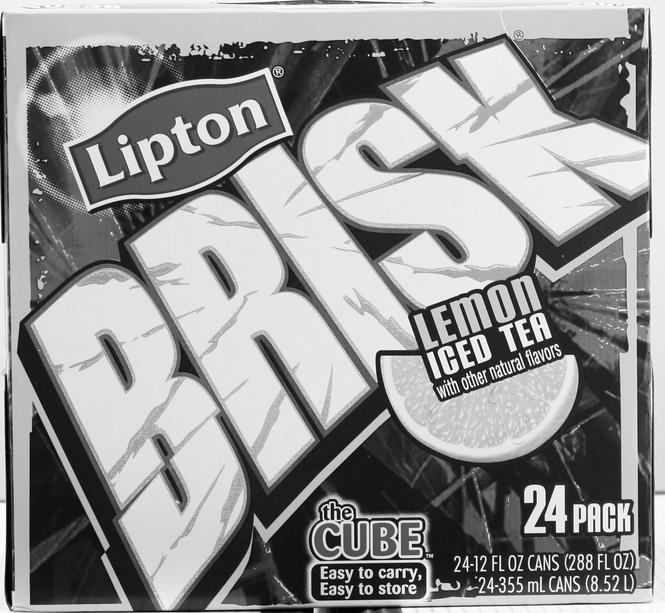 Lipton®
BRISK®
LEMON
ICED TEA
with other natural flavors
24 PACK
the
CUBE™
Easy to carry,
Easy to store
24-12 FL OZ CANS (288 FL OZ)
24-355 mL CANS (8.52 L)